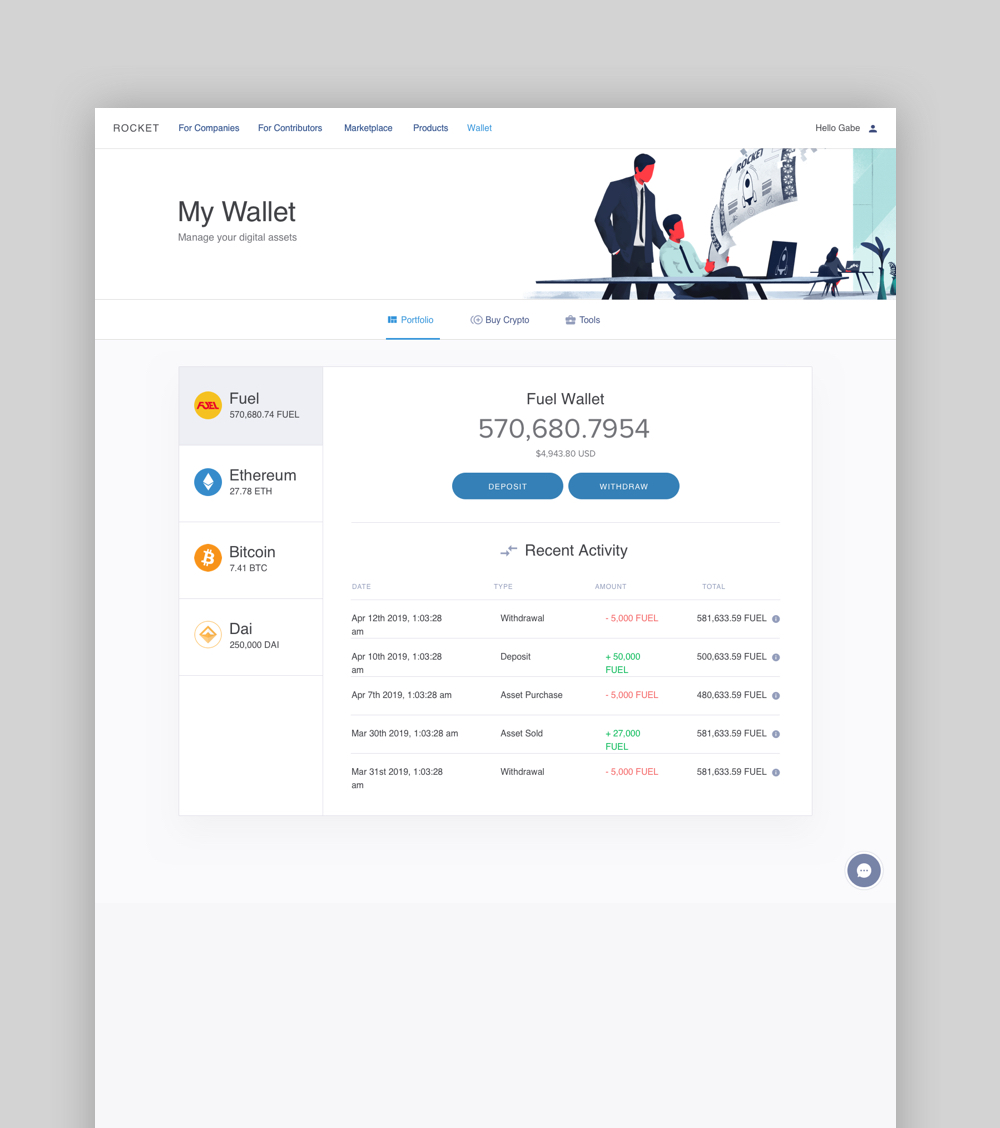 ROCKET For Companies For Contributors Marketplace Products Wallet Hello Gabe
ROCKET
My Wallet
Manage your digital assets
Portfolio Buy Crypto Tools
FUEL
Fuel
570,680.74 FUEL
Ethereum
27.78 ETH
Bitcoin
7.41 BTC
Dai
250,000 DAI
Fuel Wallet
570,680.7954
$4,943.80 USD
DEPOSIT WITHDRAW
Recent Activity
DATE TYPE AMOUNT TOTAL
Apr 12th 2019, 1:03:28 Withdrawal - 5,000 FUEL 581,633.59 FUEL
am
Apr 10th 2019, 1:03:28 Deposit + 50,000 500,633.59 FUEL
am FUEL
Apr 7th 2019, 1:03:28 am Asset Purchase - 5,000 FUEL 480,633.59 FUEL
Mar 30th 2019, 1:03:28 am Asset Sold + 27,000 581,633.59 FUEL
FUEL
Mar 31st 2019, 1:03:28 Withdrawal - 5,000 FUEL 581,633.59 FUEL
am